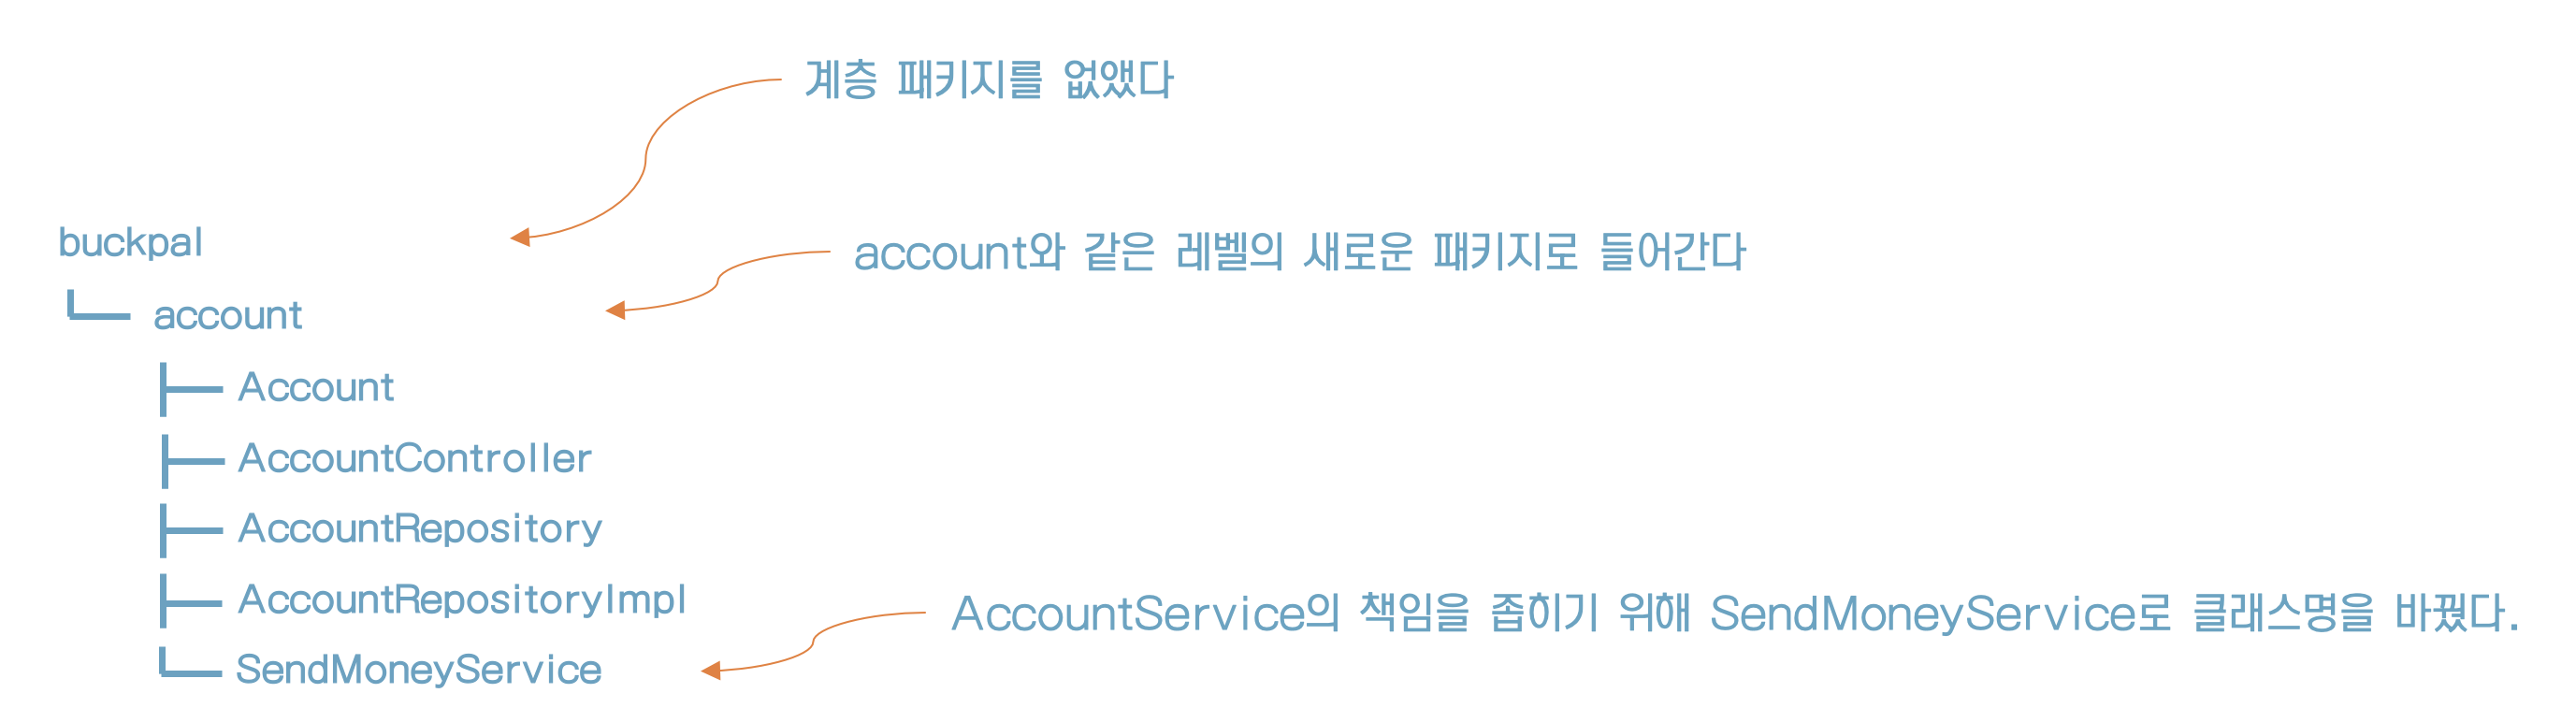 계층 패키지를 없앴다
buckpal
account와 같은 레벨의 새로운 패키지로 들어간다
account
Account
AccountController
AccountRepository
AccountRepositoryImpl
AccountService의 책임을 좁히기 위해 SendMoneyService로 클래스명을 바꿨다.
SendMoneyService